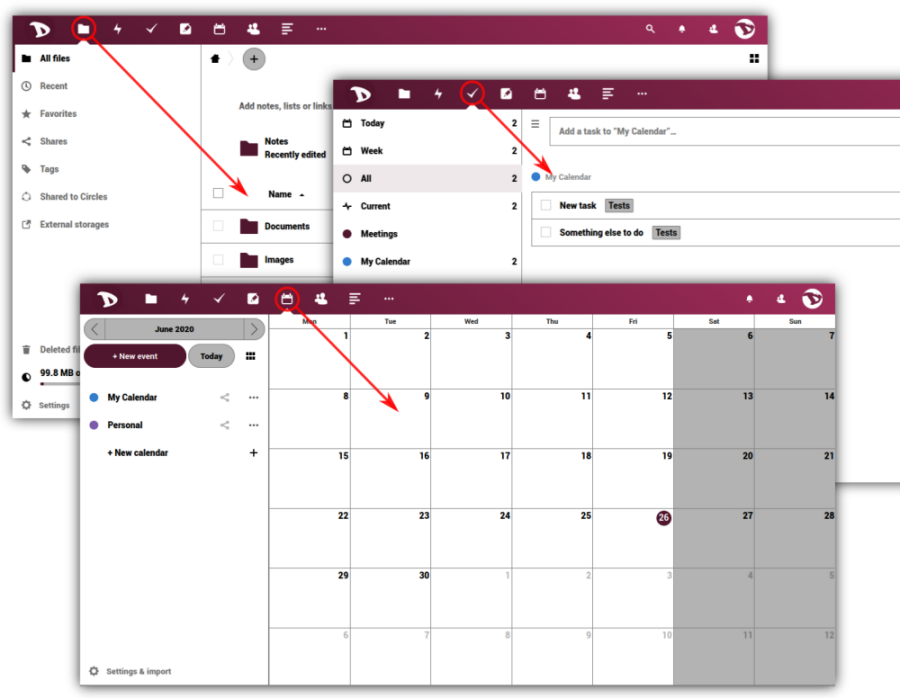 All files
Recent
Favorites
Shares
Tags
Shared to Circles
External storages
Deleted fil
99.8 MB o
Settings
+
Add notes, lists or links
Notes
Recently edited
Name
Documents
Images
Today 2
Week 2
All 2
Current 2
Meetings
My Calendar 2
Add a task to "My Calendar"...
My Calendar
New task Tests
Something else to do Tests
June 2020
+ New event Today
My Calendar
Personal
+ New calendar +
Settings & import
Mon Tue Wed Thu Fri Sat Sun
1 2 3 4 5 6 7
8 9 10 11 12 13 14
15 16 17 18 19 20 21
22 23 24 25 26 27 28
29 30 1 2 3 4 5
6 7 8 9 10 11 12